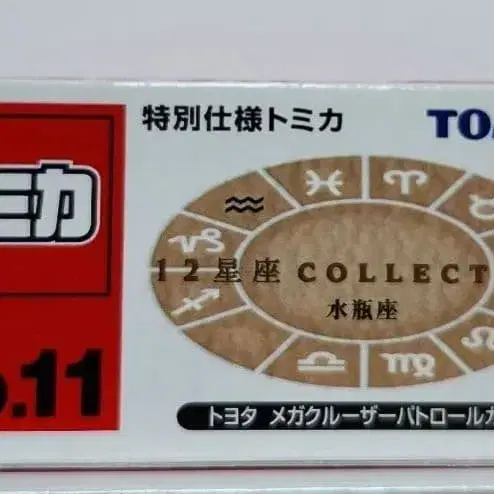 特別仕様トミカ
TO
ミカ
12星座 COLLECT
水瓶座
o.11
トヨタ メガクルーザーパトロールカ